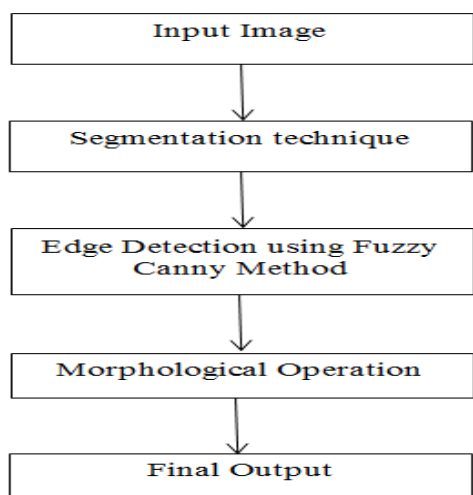 Input Image
Segmentation technique
Edge Detection using Fuzzy
Canny Method
Morphological Operation
Final Output